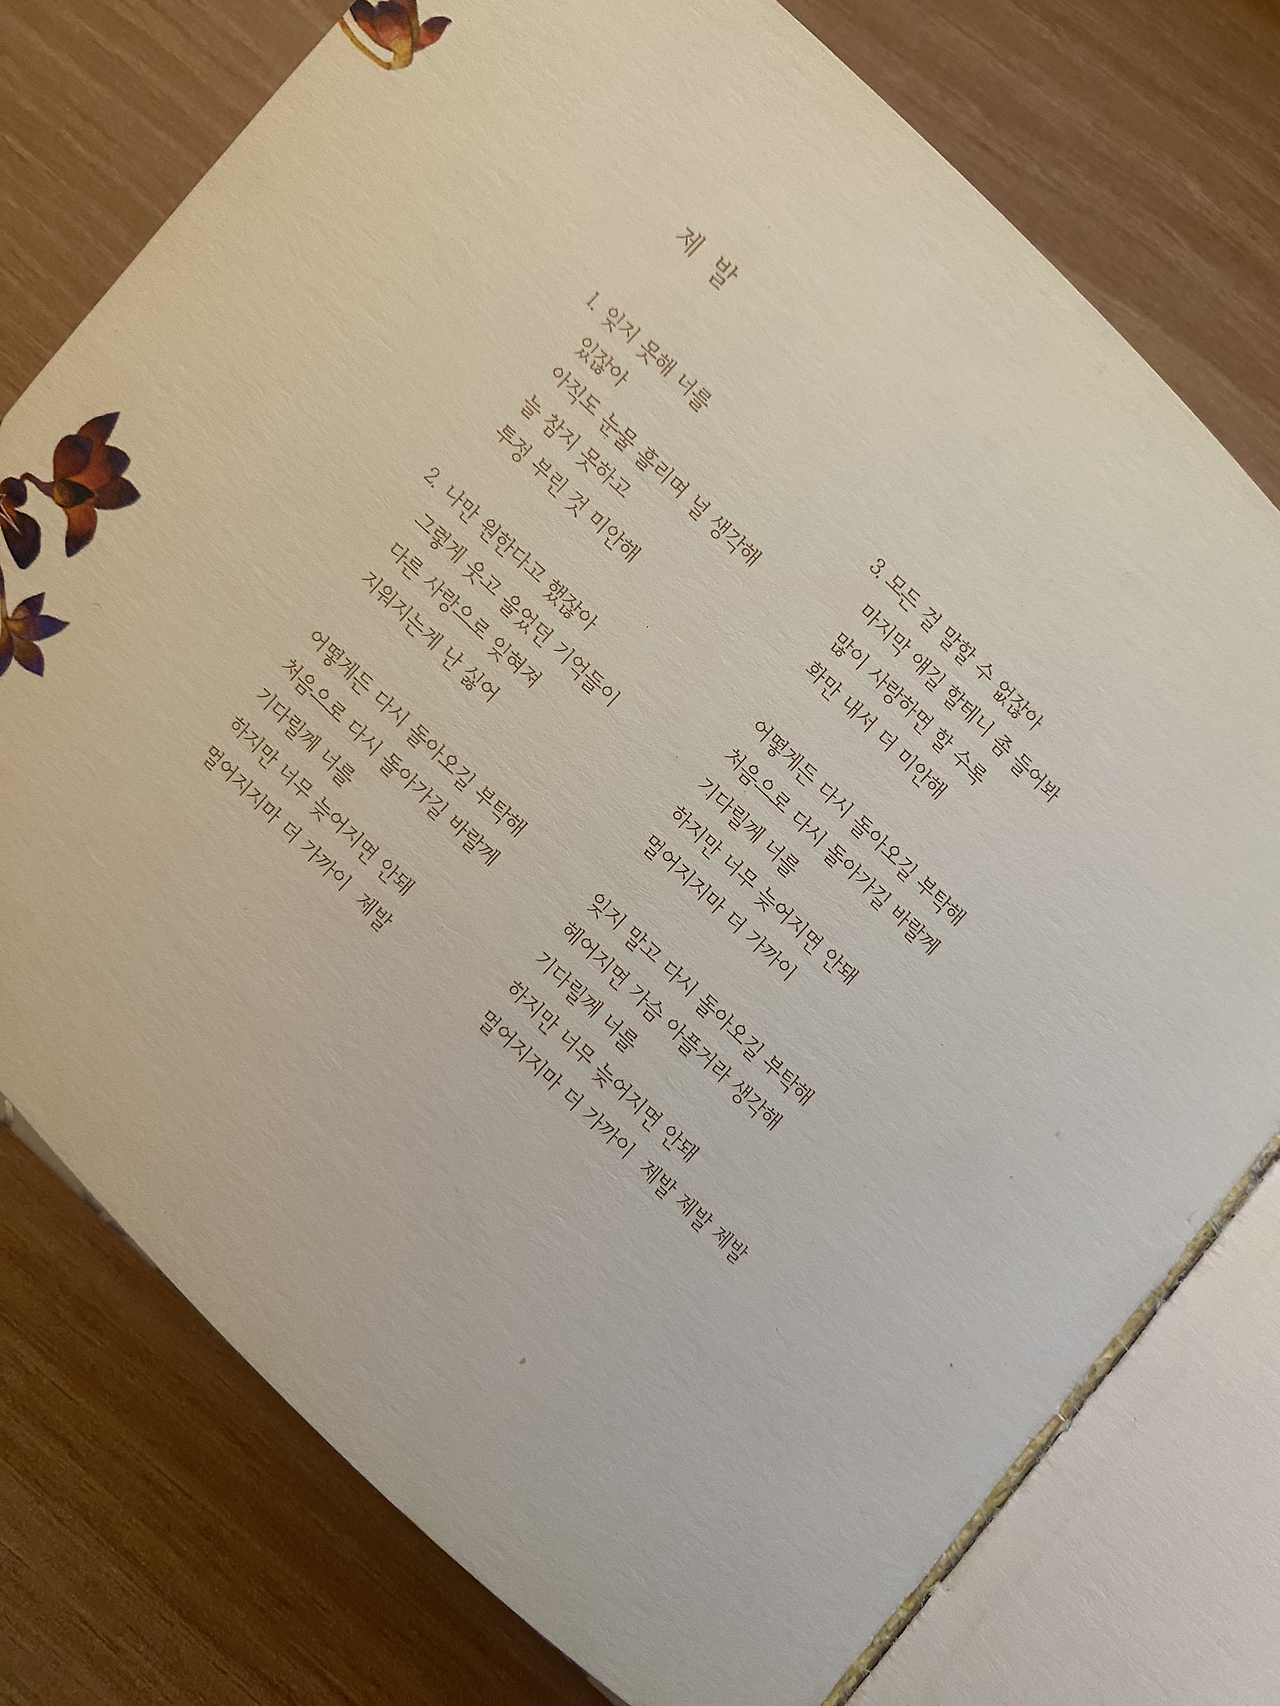 제 발
1. 잊지 못해 너를
있잖아
아직도 눈물 흘리며 널 생각해
늘 참지 못하고
투정 부린 것 미안해
2. 나만 원한다고 했잖아
그렇게 웃고 울었던 기억들이
다른 사랑으로 잊혀져
지워지는게 난 싫어
어떻게든 다시 돌아오길 부탁해
처음으로 다시 돌아가길 바랄께
기다릴께 너를
하지만 너무 늦어지면 안돼
멀어지지마 더 가까이 제발
3. 모든 걸 말할 수 없잖아
마지막 얘길 할테니 좀 들어봐
많이 사랑하면 할 수록
화만 내서 더 미안해
어떻게든 다시 돌아오길 부탁해
처음으로 다시 돌아가길 바랄께
기다릴께 너를
하지만 너무 늦어지면 안돼
멀어지지마 더 가까이
잊지 말고 다시 돌아오길 부탁해
헤어지면 가슴 아플거라 생각해
기다릴께 너를
하지만 너무 늦어지면 안돼
멀어지지마 더 가까이 제발 제발 제발